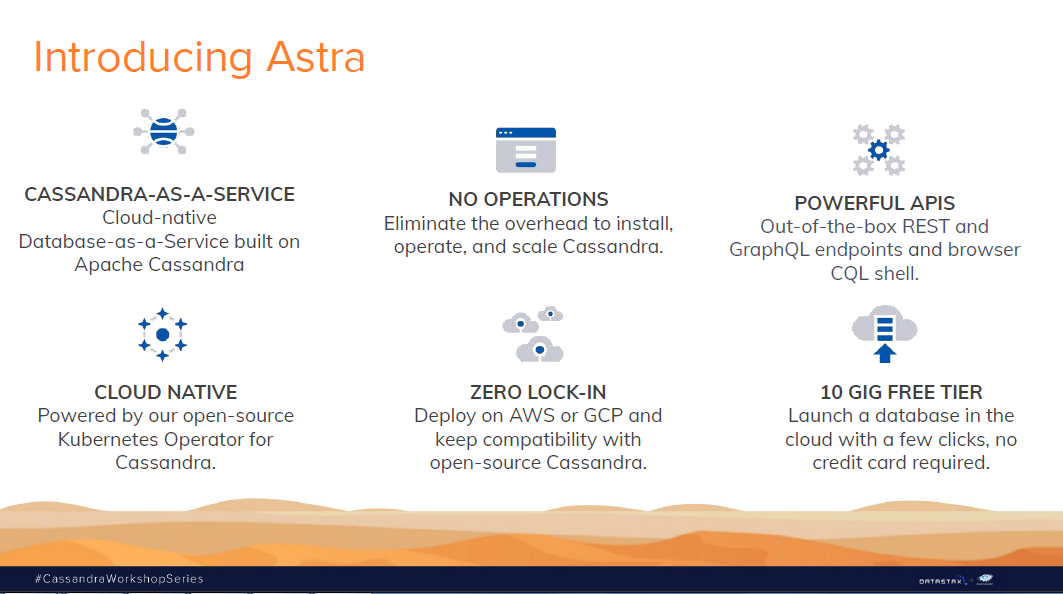 Introducing Astra
CASSANDRA-AS-A-SERVICE
Cloud-native
Database-as-a-Service built on
Apache Cassandra
NO OPERATIONS
Eliminate the overhead to install,
operate, and scale Cassandra.
POWERFUL APIS
Out-of-the-box REST and
GraphQL endpoints and browser
CQL shell.
CLOUD NATIVE
Powered by our open-source
Kubernetes Operator for
Cassandra.
ZERO LOCK-IN
Deploy on AWS or GCP and
keep compatibility with
open-source Cassandra.
10 GIG FREE TIER
Launch a database in the
cloud with a few clicks, no
credit card required.
#CassandraWorkshopSeries
DATASTAX